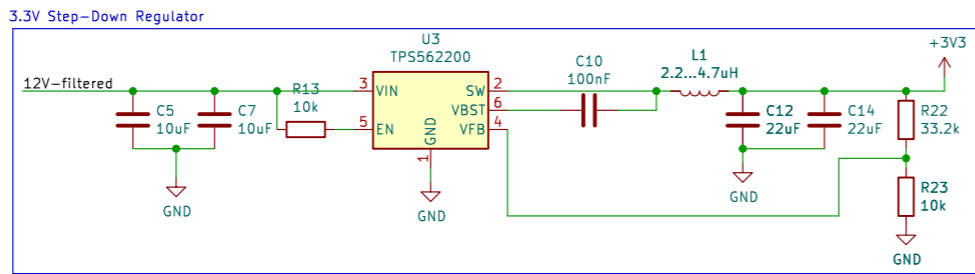 3.3V Step-Down Regulator
U3
TPS562200
12V-filtered
C5
10uF
C7
10uF
R13
10k
3
VIN
5
EN
GND
1
SW
2
VBST
6
VFB
4
C10
100nF
L1
2.2...4.7uH
C12
22uF
C14
22uF
+3V3
R22
33.2k
R23
10k
GND
GND
GND
GND